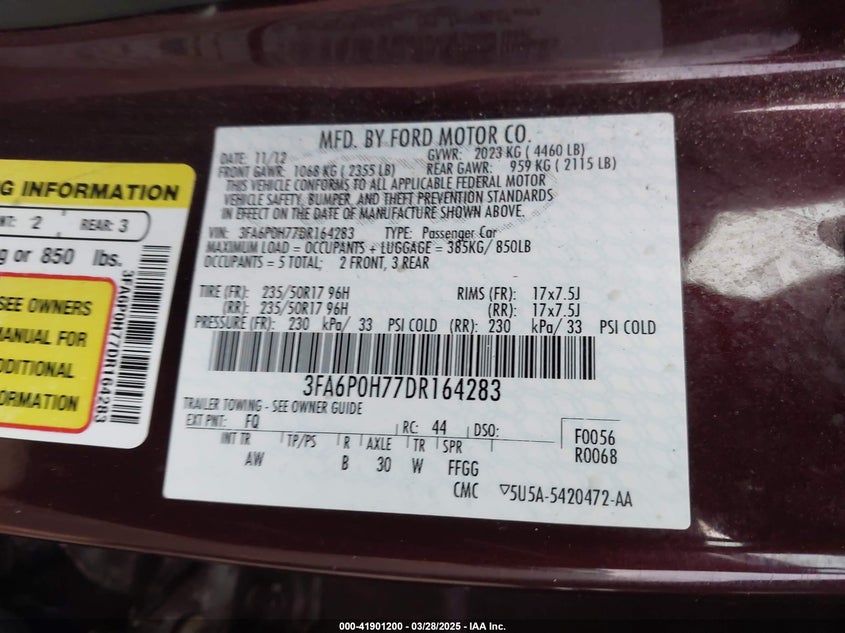 G INFORMATION
NT: 2 REAR: 3
g or 850 lbs.
SEE OWNERS
MANUAL FOR
ADDITIONAL
FORMATION
3FA6P0H77DR164283
MFD. BY FORD MOTOR CO.
DATE: 11/12 GVWR: 2023 KG ( 4460 LB)
FRONT GAWR: 1068 KG ( 2355 LB) REAR GAWR: 959 KG ( 2115 LB)
THIS VEHICLE CONFORMS TO ALL APPLICABLE FEDERAL MOTOR
VEHICLE SAFETY, BUMPER, AND THEFT PREVENTION STANDARDS
IN EFFECT ON THE DATE OF MANUFACTURE SHOWN ABOVE.
VIN: 3FA6P0H77DR164283 TYPE: Passenger Car
MAXIMUM LOAD = OCCUPANTS + LUGGAGE = 385KG/ 850LB
OCCUPANTS = 5 TOTAL; 2 FRONT, 3 REAR
TIRE (FR): 235/50R17 96H RIMS (FR): 17x7.5J
(RR): 235/50R17 96H (RR): 17x7.5J
PRESSURE (FR): 230 kPa/ 33 PSI COLD (RR): 230 kPa/ 33 PSI COLD
3FA6P0H77DR164283
TRAILER TOWING - SEE OWNER GUIDE
EXT PNT: FQ RC: 44 DSO: F0056
INT TR TP/PS R AXLE TR SPR R0068
AW B 30 W FFGG
CMC ▽5U5A-5420472-AA
000-41901200 — 03/28/2025 — IAA Inc.